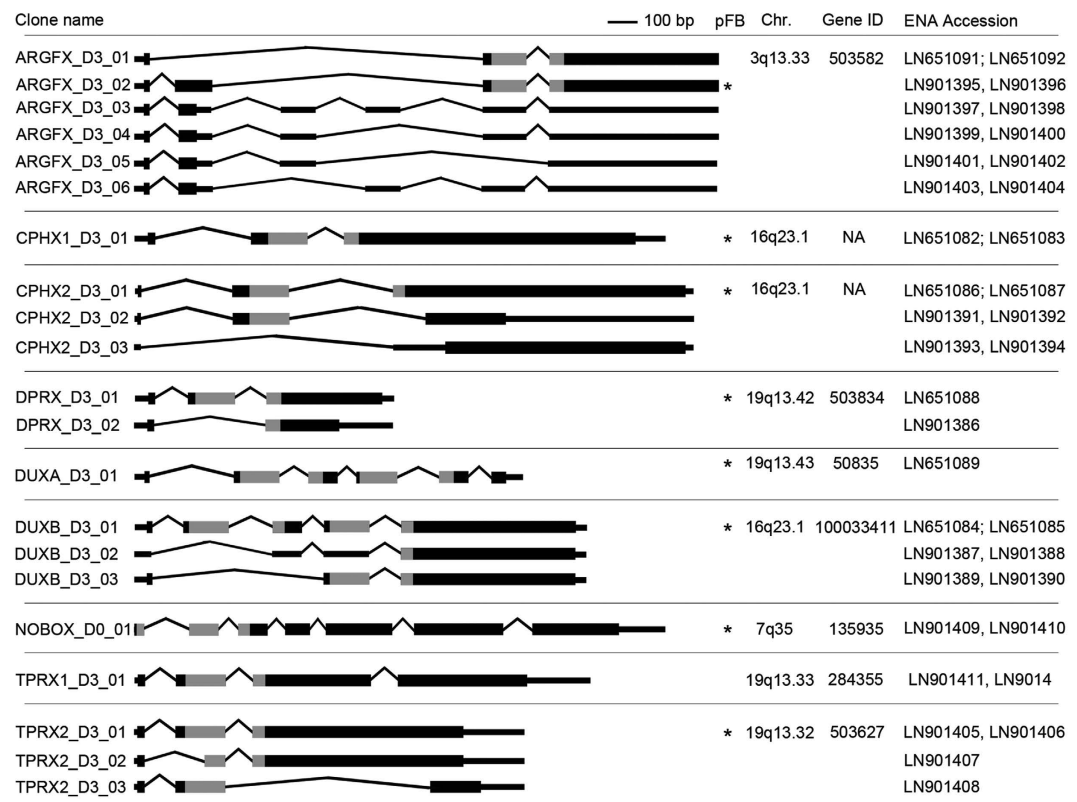 Clone name 100 bp pFB Chr. Gene ID ENA Accession
ARGFX_D3_01 3q13.33 503582 LN651091; LN651092
ARGFX_D3_02 * LN901395, LN901396
ARGFX_D3_03 LN901397, LN901398
ARGFX_D3_04 LN901399, LN901400
ARGFX_D3_05 LN901401, LN901402
ARGFX_D3_06 LN901403, LN901404
CPHX1_D3_01 * 16q23.1 NA LN651082; LN651083
CPHX2_D3_01 * 16q23.1 NA LN651086; LN651087
CPHX2_D3_02 LN901391, LN901392
CPHX2_D3_03 LN901393, LN901394
DPRX_D3_01 * 19q13.42 503834 LN651088
DPRX_D3_02 LN901386
DUXA_D3_01 * 19q13.43 50835 LN651089
DUXB_D3_01 * 16q23.1 100033411 LN651084; LN651085
DUXB_D3_02 LN901387, LN901388
DUXB_D3_03 LN901389, LN901390
NOBOX_D0_01 * 7q35 135935 LN901409, LN901410
TPRX1_D3_01 19q13.33 284355 LN901411, LN9014
TPRX2_D3_01 * 19q13.32 503627 LN901405, LN901406
TPRX2_D3_02 LN901407
TPRX2_D3_03 LN901408